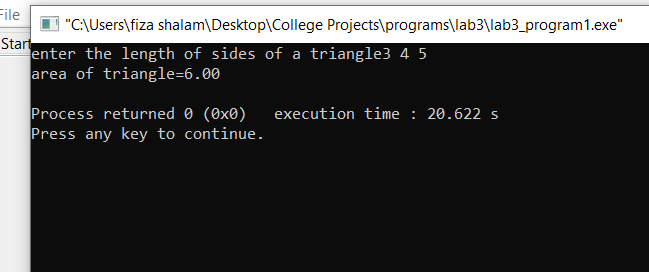 File
"C:\Users\fiza shalam\Desktop\College Projects\programs\lab3\lab3_program1.exe"
Start
enter the length of sides of a triangle3 4 5
area of triangle=6.00
Process returned 0 (0x0)   execution time : 20.622 s
Press any key to continue.